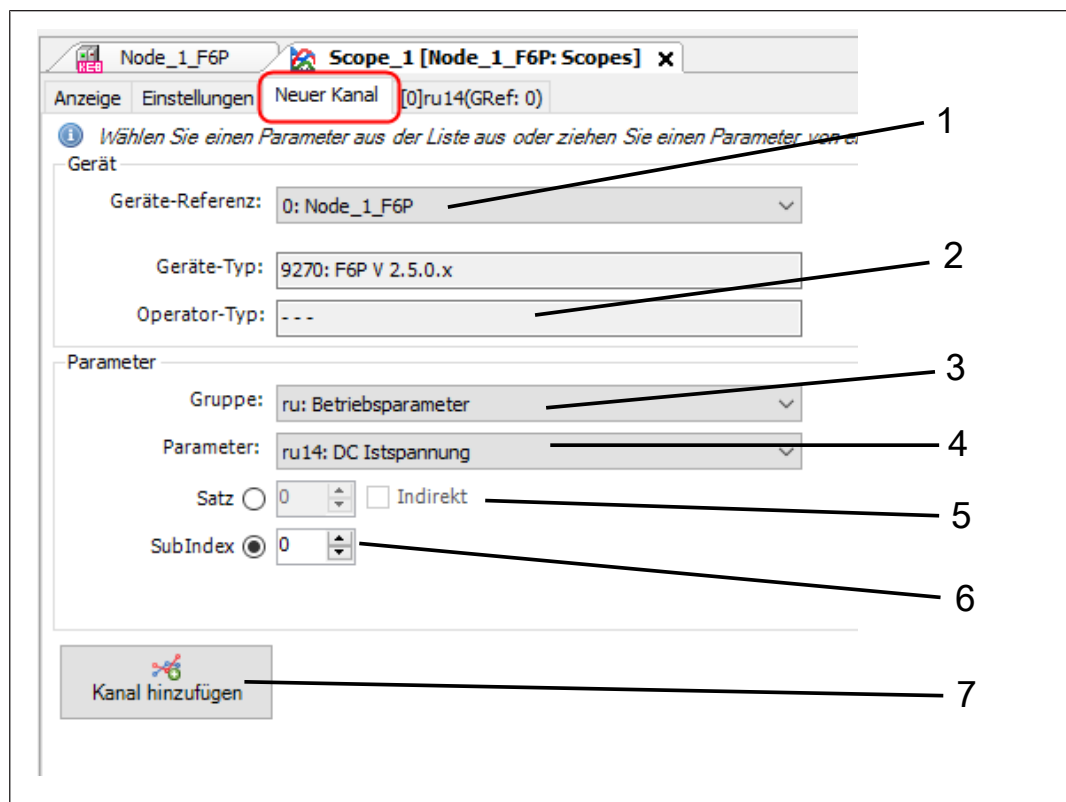 KEB Node_1_F6P Scope_1 [Node_1_F6P: Scopes] x
Anzeige Einstellungen Neuer Kanal [0]ru14(GRef: 0)
1
Wählen Sie einen Parameter aus der Liste aus oder ziehen Sie einen Parameter von
Gerät
Geräte-Referenz: 0: Node_1_F6P
Geräte-Typ: 9270: F6P V 2.5.0.x
2
Operator-Typ: - - -
Parameter
3
Gruppe: ru: Betriebsparameter
Parameter: ru14: DC Istspannung
4
Satz 0 Indirekt
5
SubIndex 0
6
Kanal hinzufügen
7